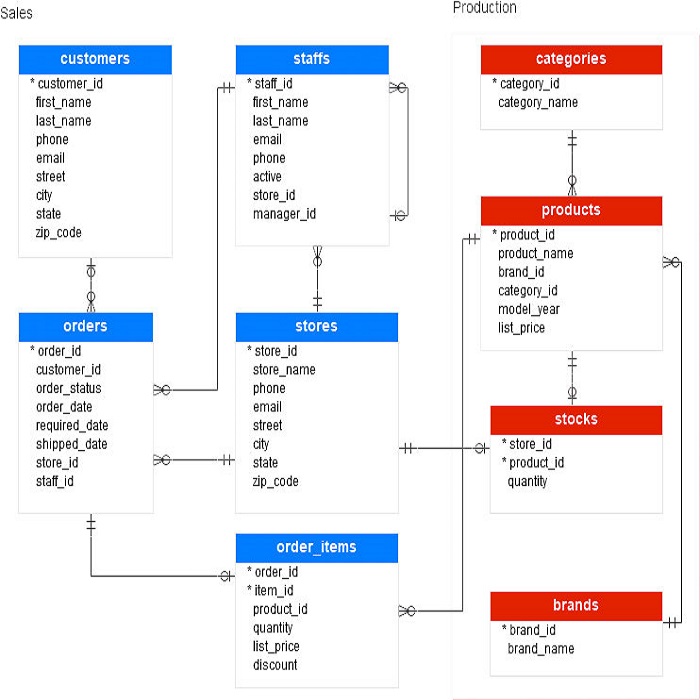 Sales
Production
customers
* customer_id
first_name
last_name
phone
email
street
city
state
zip_code
staffs
* staff_id
first_name
last_name
email
phone
active
store_id
manager_id
categories
* category_id
category_name
products
* product_id
product_name
brand_id
category_id
model_year
list_price
orders
* order_id
customer_id
order_status
order_date
required_date
shipped_date
store_id
staff_id
stores
* store_id
store_name
phone
email
street
city
state
zip_code
stocks
* store_id
* product_id
quantity
order_items
* order_id
* item_id
product_id
quantity
list_price
discount
brands
* brand_id
brand_name